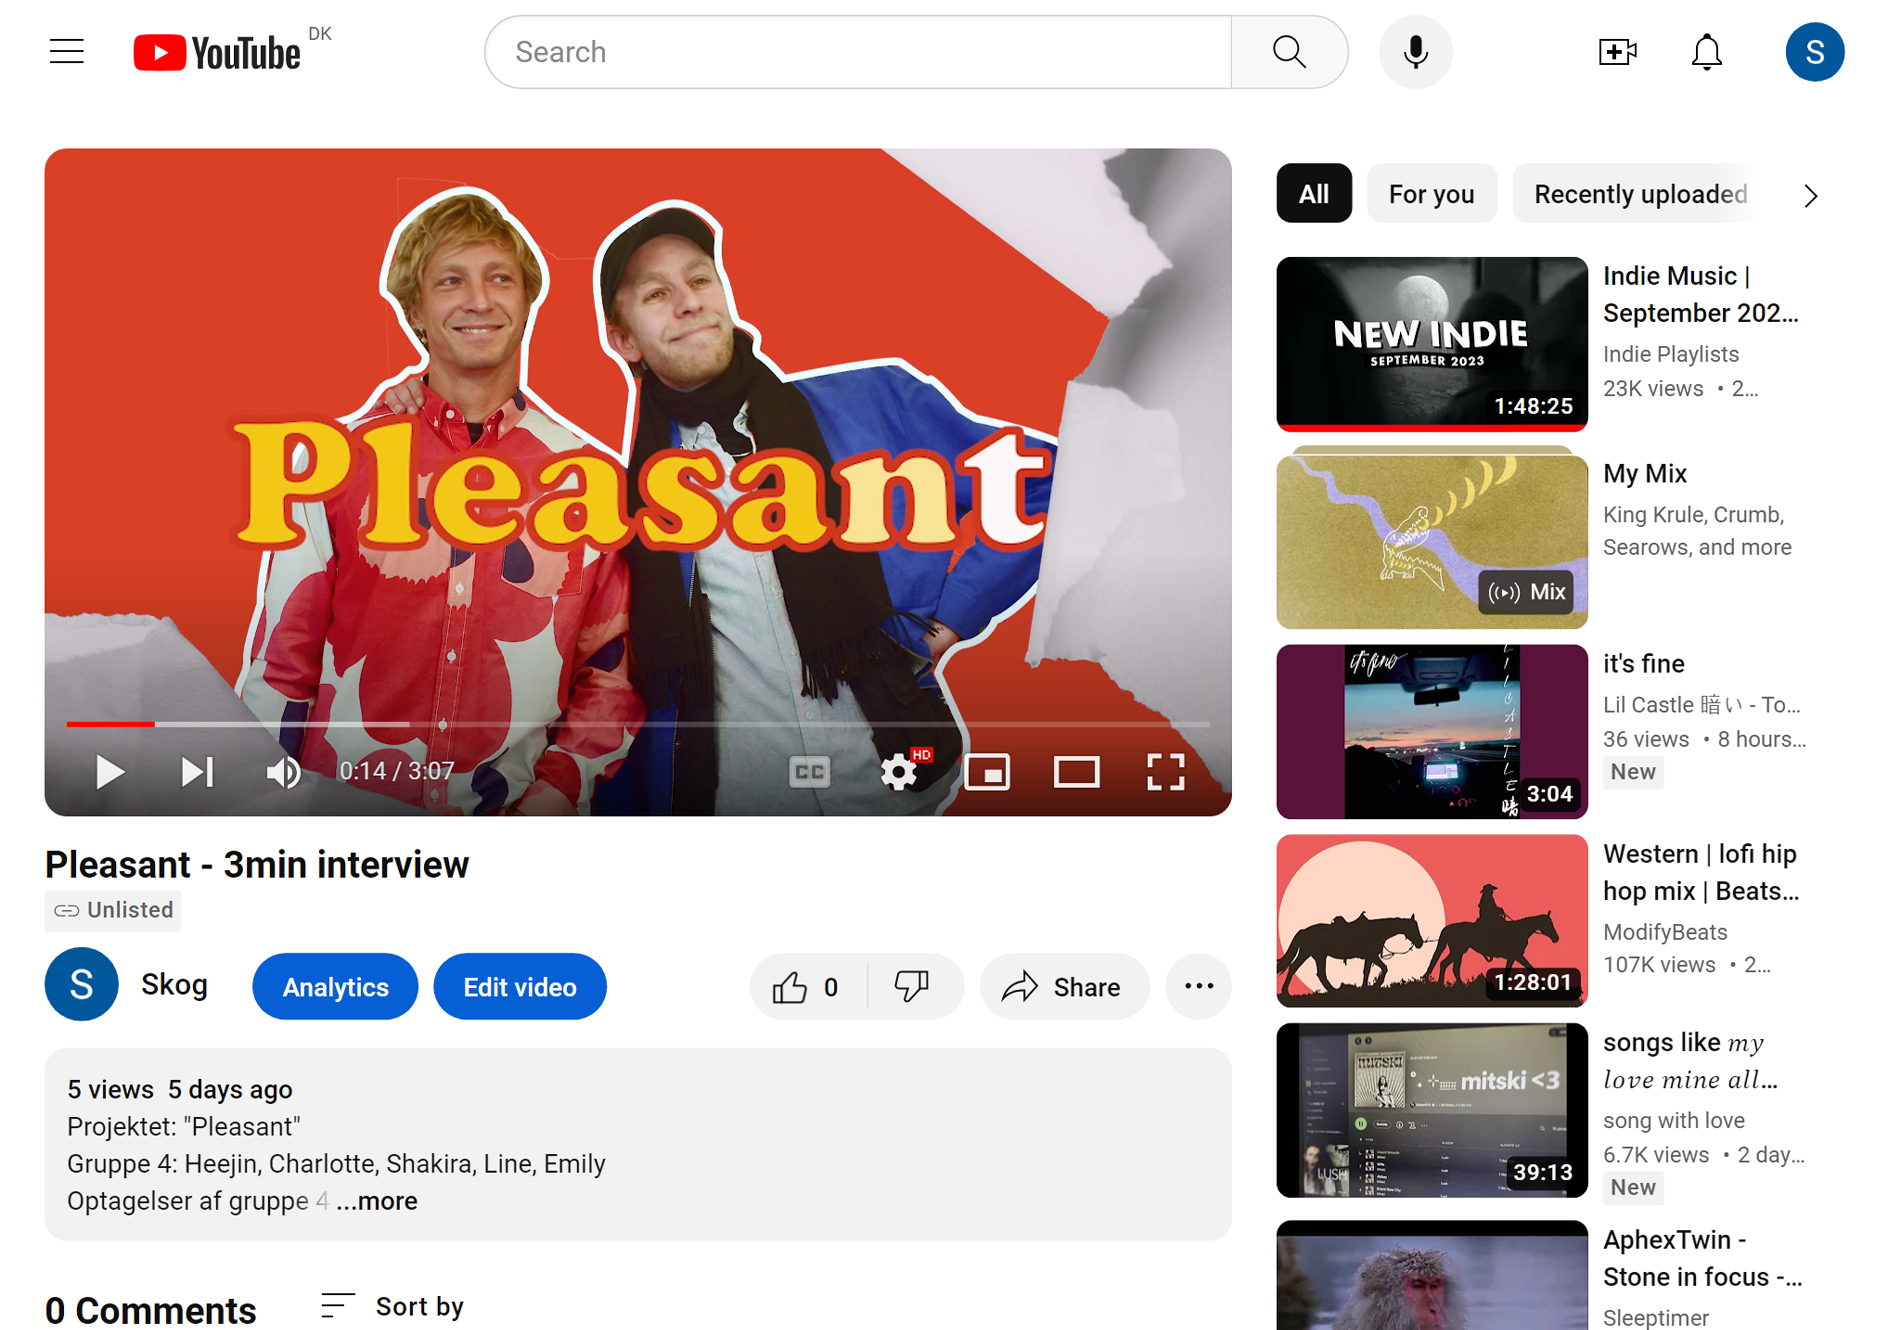 YouTube DK
Search
S
Pleasant
0:14 / 3:07
CC
HD
Pleasant - 3min interview
Unlisted
S
Skog
Analytics
Edit video
0
Share
5 views 5 days ago
Projektet: "Pleasant"
Gruppe 4: Heejin, Charlotte, Shakira, Line, Emily
Optagelser af gruppe 4 ...more
0 Comments
Sort by
All
For you
Recently uploaded
NEW INDIE
SEPTEMBER 2023
1:48:25
Indie Music |
September 202...
Indie Playlists
23K views • 2...
Mix
My Mix
King Krule, Crumb,
Searows, and more
it's fine
3:04
it's fine
Lil Castle 暗い - To...
36 views • 8 hours...
New
1:28:01
Western | lofi hip
hop mix | Beats...
ModifyBeats
107K views • 2...
MITSKI
mitski <3
LUSH
39:13
songs like my
love mine all...
song with love
6.7K views • 2 day...
New
AphexTwin -
Stone in focus -...
Sleeptimer